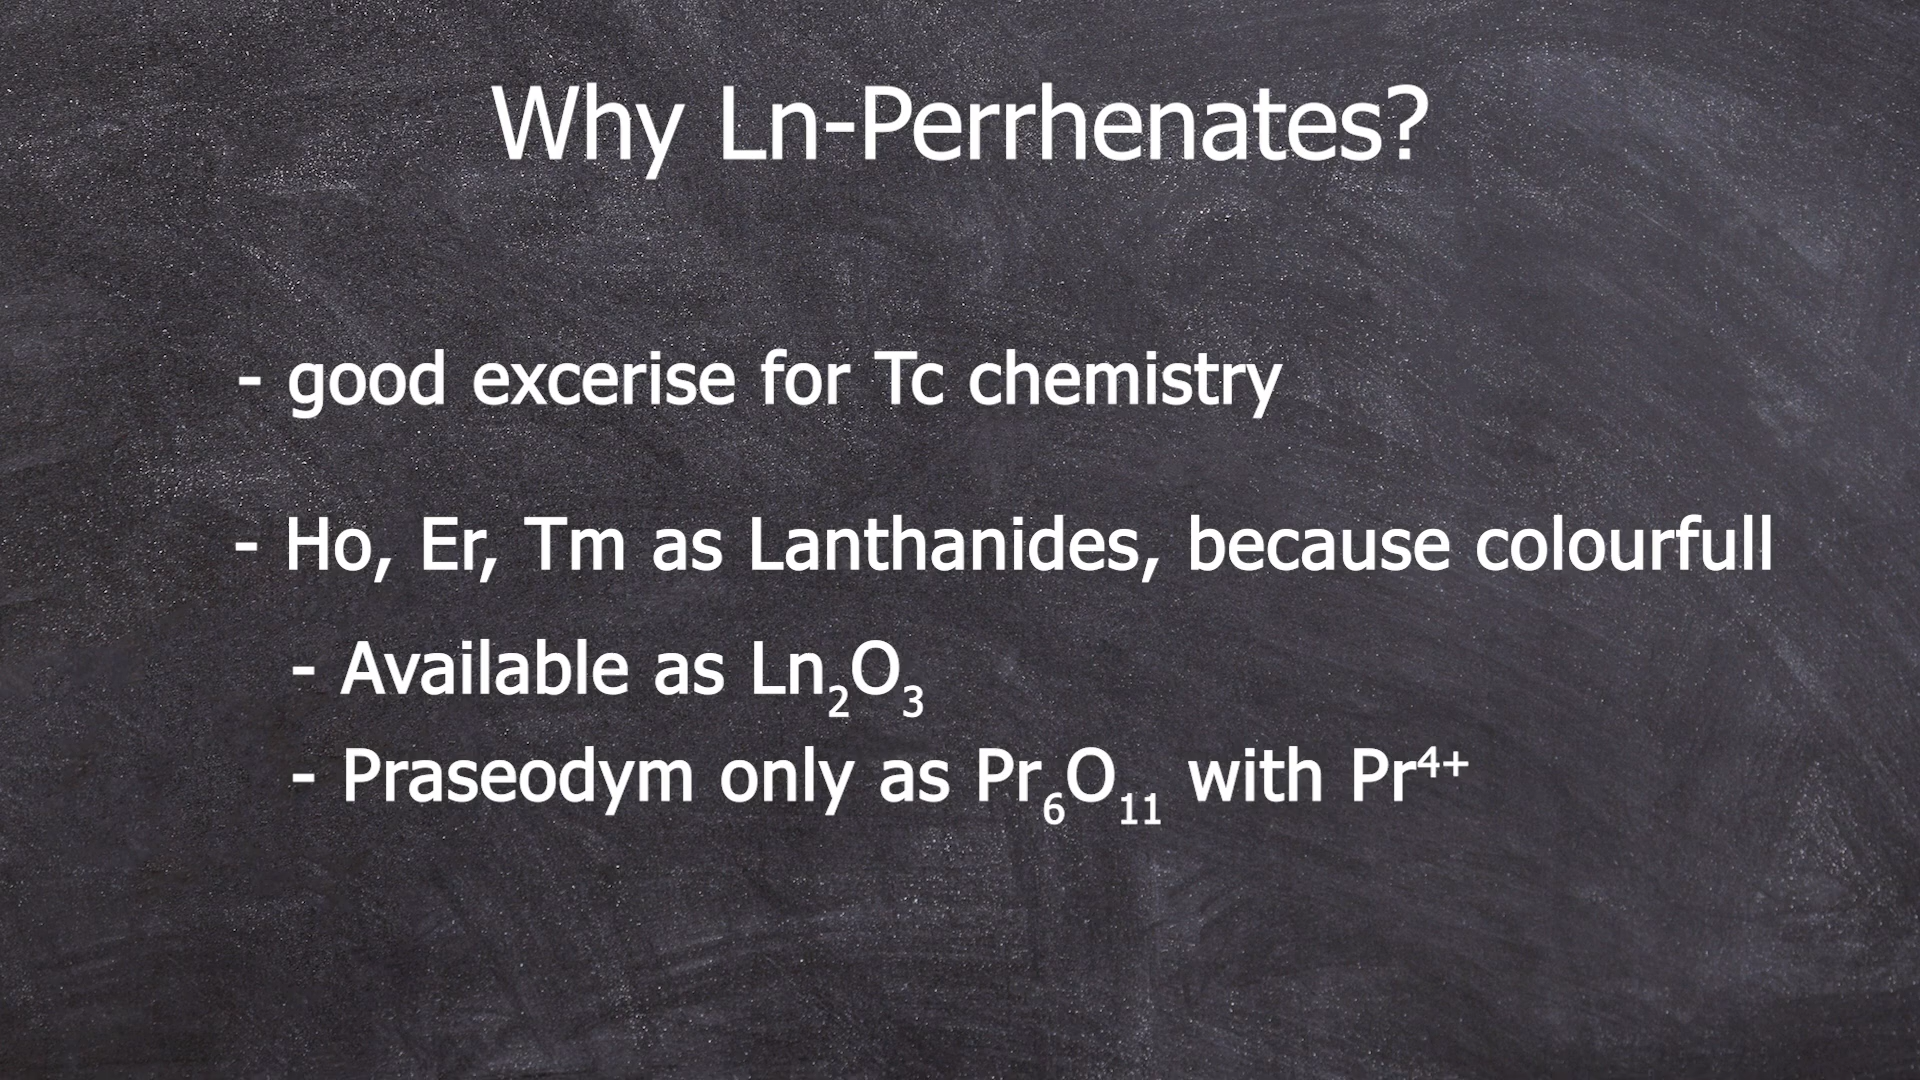 Why Ln-Perrhenates?
- good excerise for Tc chemistry
- Ho, Er, Tm as Lanthanides, because colourfull
- Available as Ln₂O₃
- Praseodym only as Pr₆O₁₁ with Pr⁴⁺